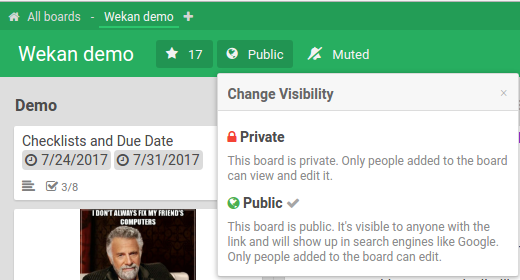 All boards - Wekan demo
Wekan demo 17 Public Muted
Change Visibility ×
Demo
Checklists and Due Date
7/24/2017 7/31/2017
3/8
I DON'T ALWAYS FIX MY FRIEND'S
COMPUTERS
Private
This board is private. Only people added to the board
can view and edit it.
Public
This board is public. It's visible to anyone with the
link and will show up in search engines like Google.
Only people added to the board can edit.